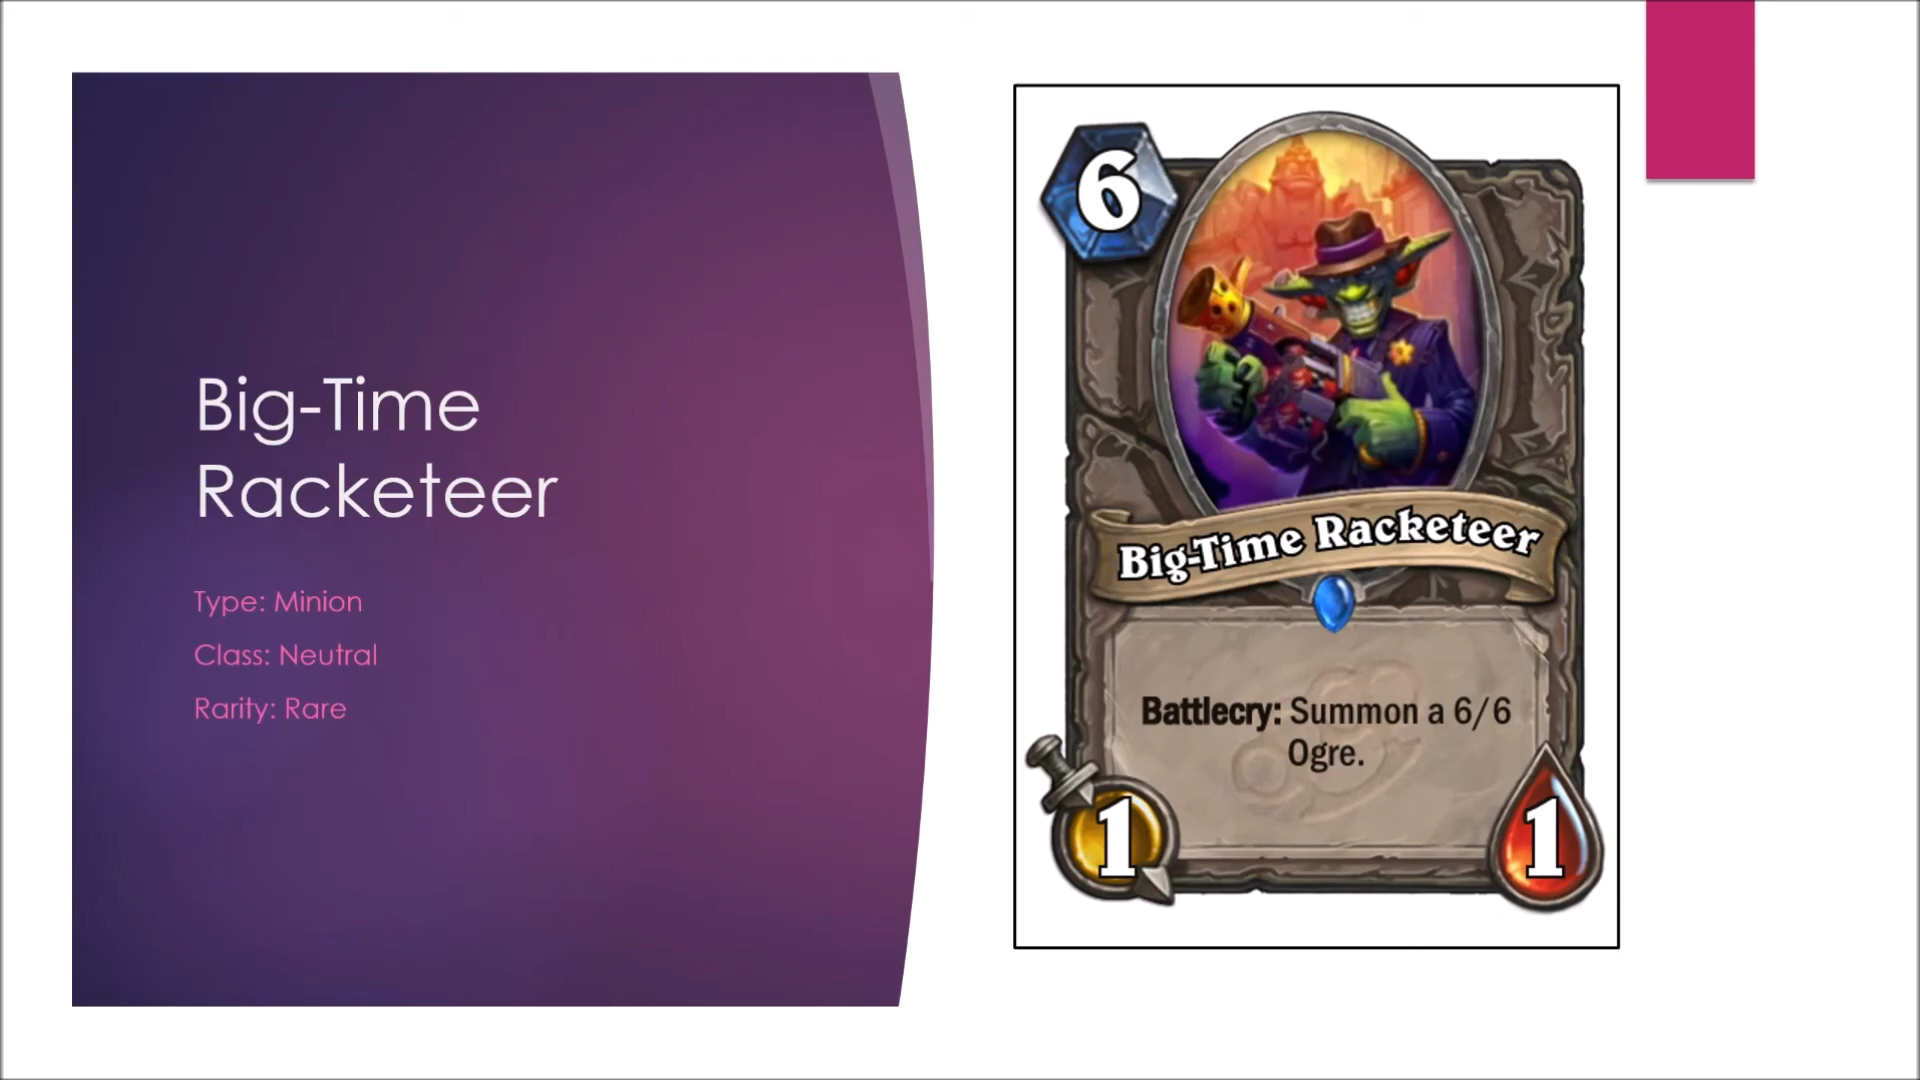 Big-Time
Racketeer
Type: Minion
Class: Neutral
Rarity: Rare
6
Big-Time Racketeer
Battlecry: Summon a 6/6
Ogre.
1
1